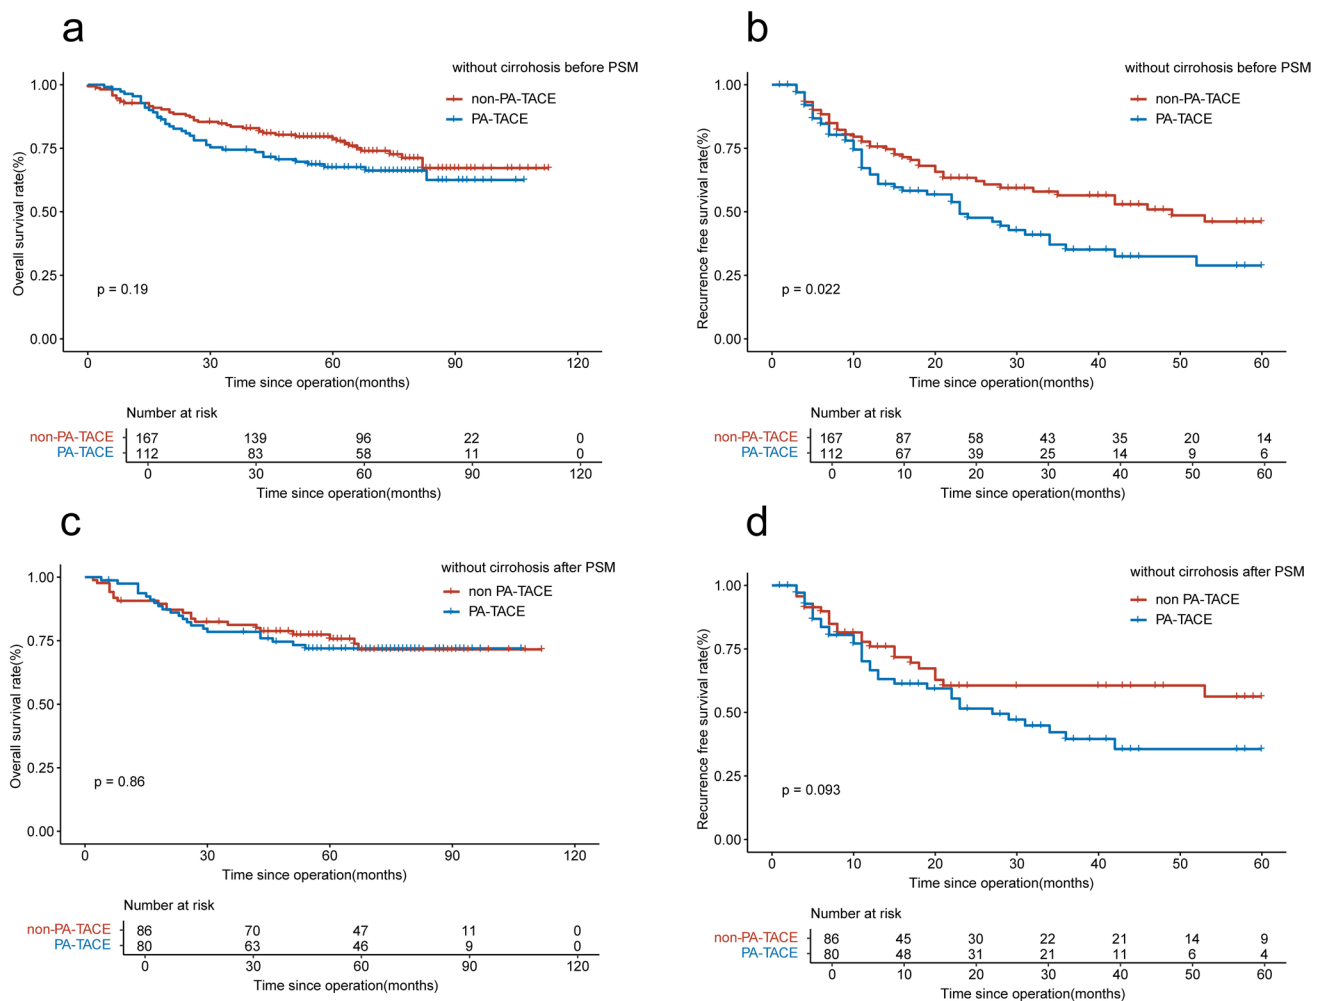 a
without cirrohosis before PSM
non-PA-TACE
PA-TACE
Overall survival rate(%)
1.00
0.75
0.50
0.25
0.00
p = 0.19
0 30 60 90 120
Time since operation(months)
Number at risk
non-PA-TACE 167 139 96 22 0
PA-TACE 112 83 58 11 0
0 30 60 90 120
Time since operation(months)
b
without cirrohosis before PSM
non-PA-TACE
PA-TACE
Recurrence free survival rate(%)
1.00
0.75
0.50
0.25
0.00
p = 0.022
0 10 20 30 40 50 60
Time since operation(months)
Number at risk
non-PA-TACE 167 87 58 43 35 20 14
PA-TACE 112 67 39 25 14 9 6
0 10 20 30 40 50 60
Time since operation(months)
c
without cirrohosis after PSM
non PA-TACE
PA-TACE
Overall survival rate(%)
1.00
0.75
0.50
0.25
0.00
p = 0.86
0 30 60 90 120
Time since operation(months)
Number at risk
non-PA-TACE 86 70 47 11 0
PA-TACE 80 63 46 9 0
0 30 60 90 120
Time since operation(months)
d
without cirrohosis after PSM
non PA-TACE
PA-TACE
Recurrence free survival rate(%)
1.00
0.75
0.50
0.25
0.00
p = 0.093
0 10 20 30 40 50 60
Time since operation(months)
Number at risk
non-PA-TACE 86 45 30 22 21 14 9
PA-TACE 80 48 31 21 11 6 4
0 10 20 30 40 50 60
Time since operation(months)